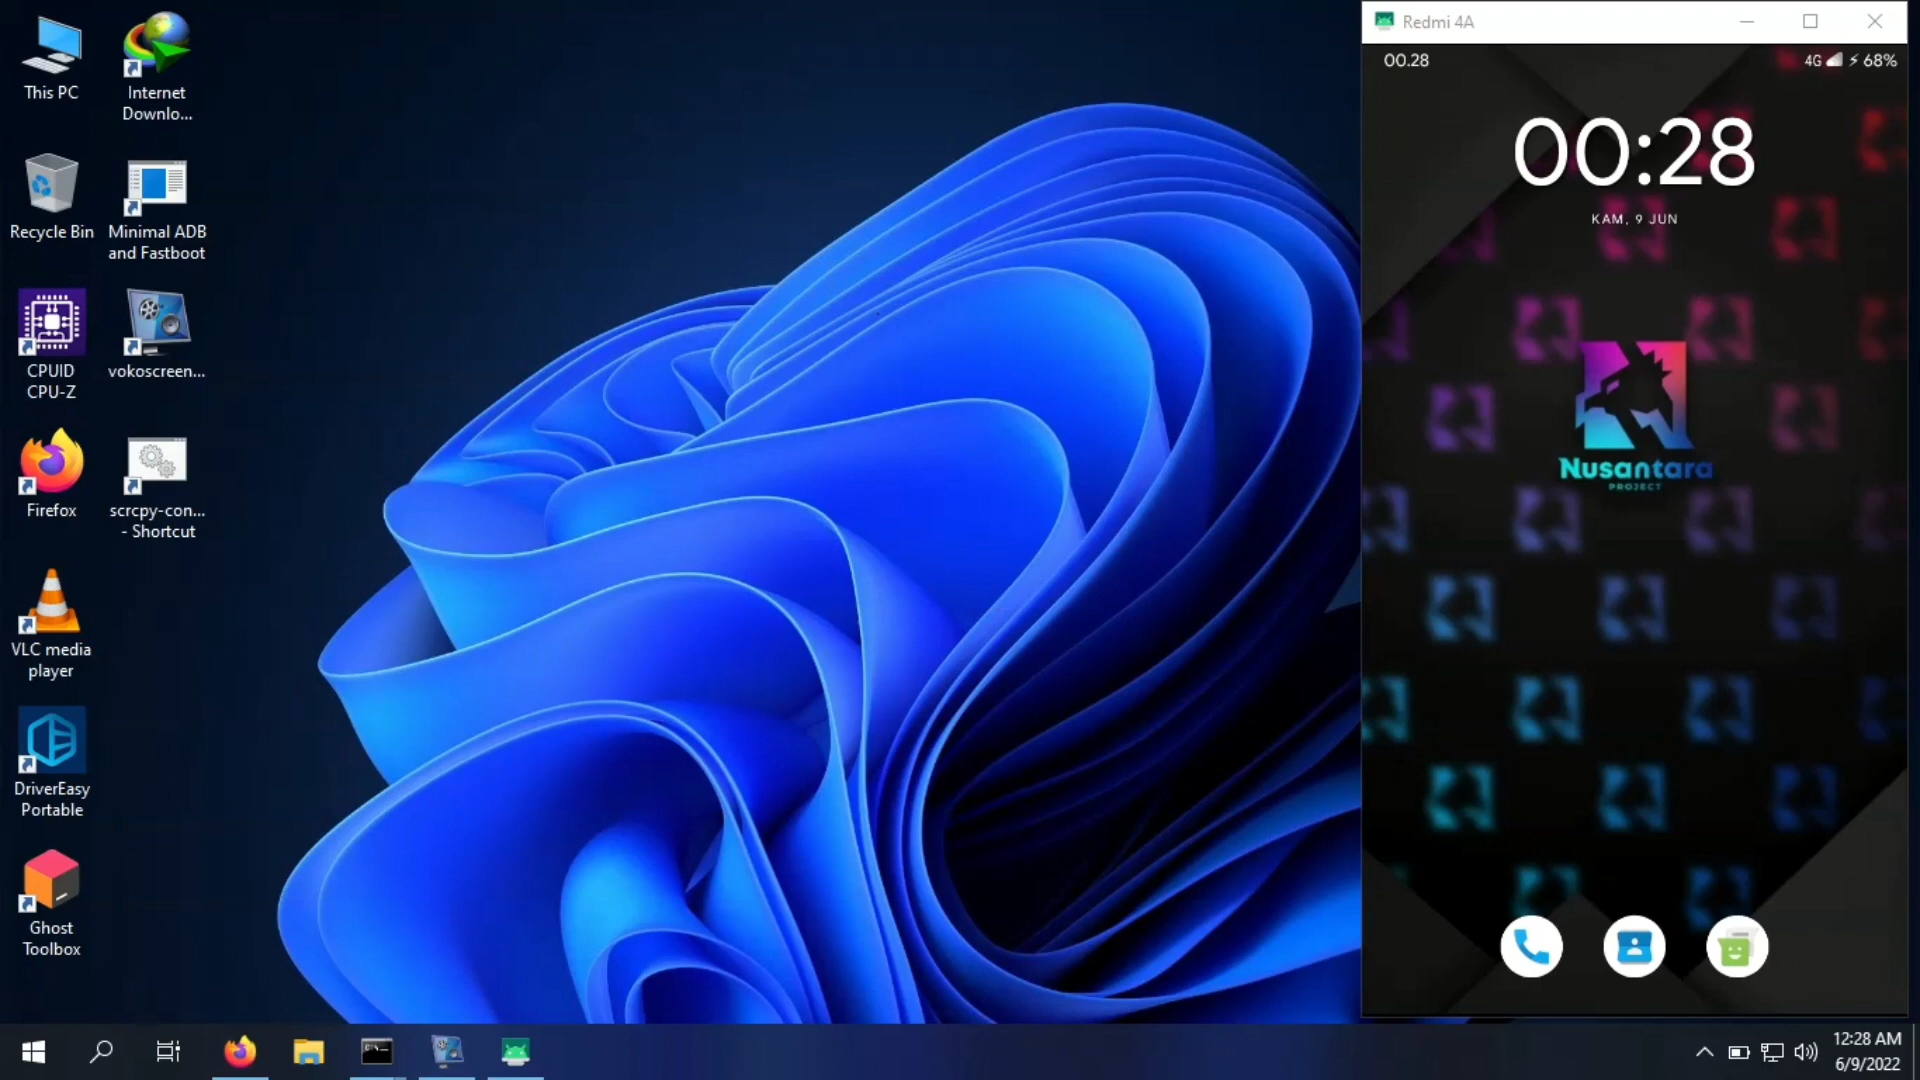 This PC
Internet
Downlo...
Recycle Bin
Minimal ADB
and Fastboot
CPUID
CPU-Z
vokoscreen...
Firefox
scrcpy-con...
- Shortcut
VLC media
player
DriverEasy
Portable
Ghost
Toolbox
Redmi 4A
00.28
4G
68%
00:28
KAM, 9 JUN
Nusantara
PROJECT
12:28 AM
6/9/2022